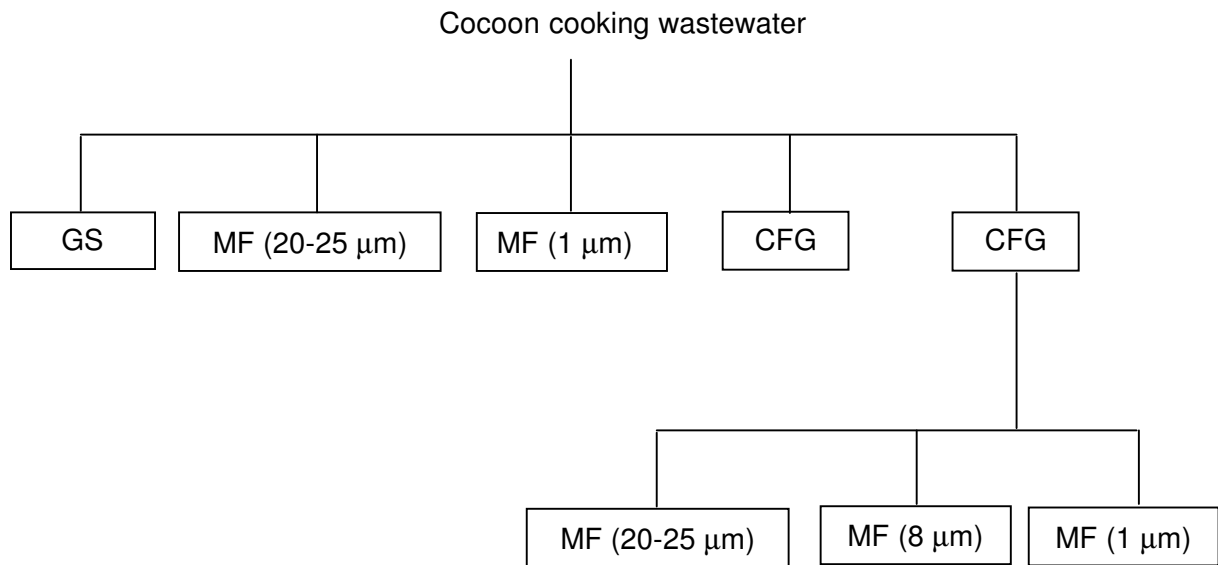 Cocoon cooking wastewater
GS
MF (20-25 μm)
MF (1 μm)
CFG
CFG
MF (20-25 μm)
MF (8 μm)
MF (1 μm)